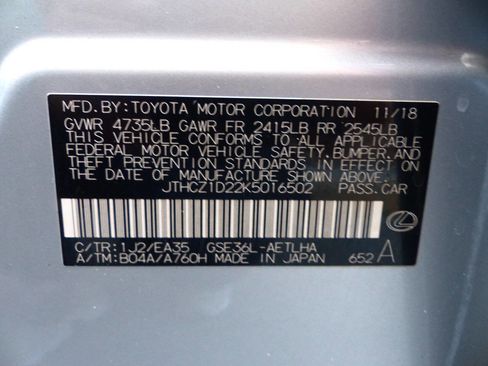 MFD.BY:TOYOTA MOTOR CORPORATION 11/18
GVWR 4735LB GAWR FR 2415LB RR 2545LB
THIS VEHICLE CONFORMS TO ALL APPLICABLE
FEDERAL MOTOR VEHICLE SAFETY,BUMPER, AND
THEFT PREVENTION STANDARDS IN EFFECT ON
THE DATE OF MANUFACTURE SHOWN ABOVE.
JTHCZ1D22K5016502 PASS.CAR
C/TR:1J2/EA35 GSE36L-AETLHA
A/TM:B04A/A760H MADE IN JAPAN 652 A